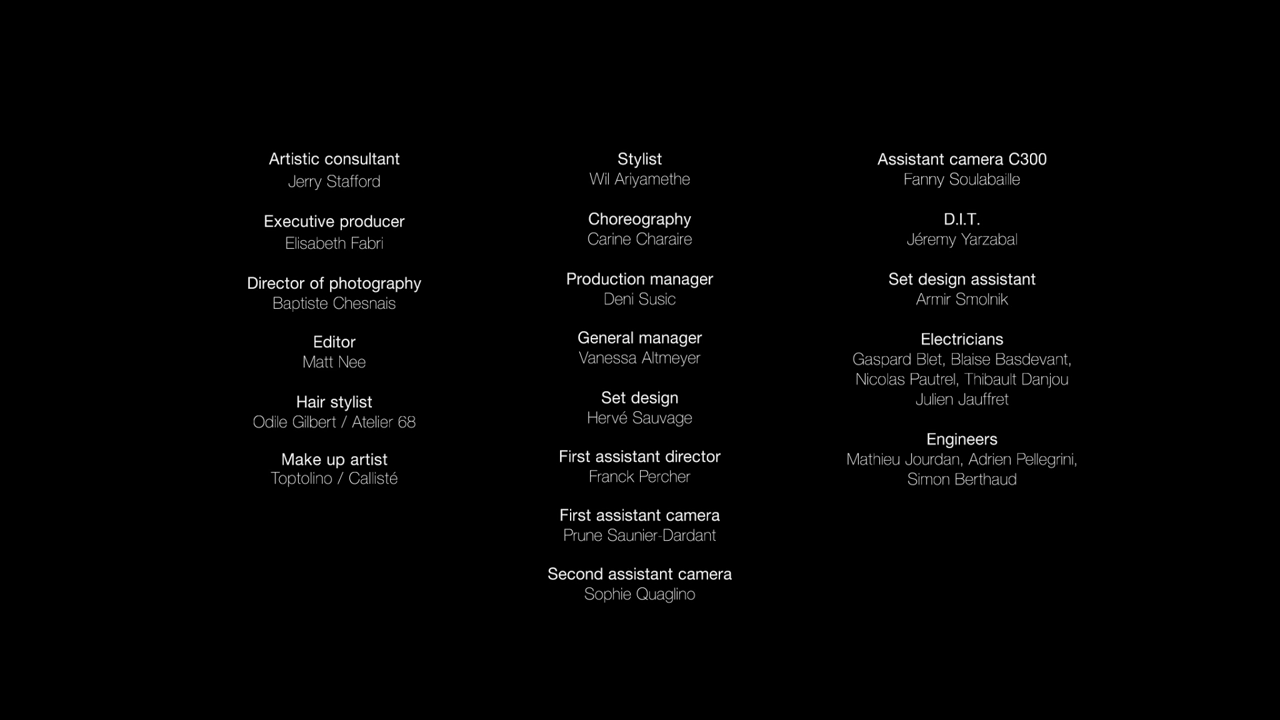 Artistic consultant
Jerry Stafford
Executive producer
Elisabeth Fabri
Director of photography
Baptiste Chesnais
Editor
Matt Nee
Hair stylist
Odile Gilbert / Atelier 68
Make up artist
Toptolino / Callisté
Stylist
Wil Ariyamethe
Choreography
Carine Charaire
Production manager
Deni Susic
General manager
Vanessa Altmeyer
Set design
Hervé Sauvage
First assistant director
Franck Percher
First assistant camera
Prune Saunier-Dardant
Second assistant camera
Sophie Quaglino
Assistant camera C300
Fanny Soulabaille
D.I.T.
Jéremy Yarzabal
Set design assistant
Armir Smolnik
Electricians
Gaspard Blet, Blaise Basdevant,
Nicolas Pautrel, Thibault Danjou
Julien Jauffret
Engineers
Mathieu Jourdan, Adrien Pellegrini,
Simon Berthaud